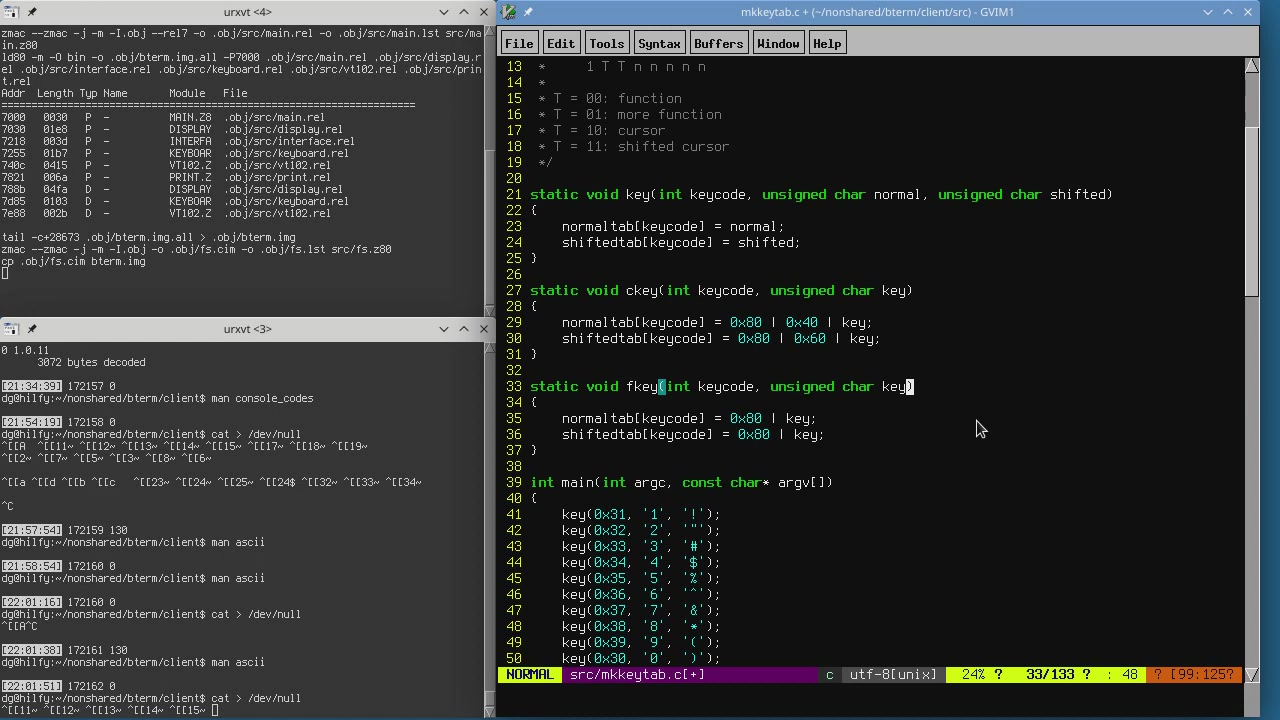 urxvt <4>
zmac --zmac -j -m -I.obj --rel7 -o .obj/src/main.rel -o .obj/src/main.lst src/ma
in.z80
ld80 -m -O bin -o .obj/bterm.img.all -P7000 .obj/src/main.rel .obj/src/display.r
el .obj/src/interface.rel .obj/src/keyboard.rel .obj/src/vt102.rel .obj/src/prin
t.rel
Addr  Length Typ Name      Module   File
================================================================
7000   0030  P  -          MAIN.Z8  .obj/src/main.rel
7030   01e8  P  -          DISPLAY  .obj/src/display.rel
7218   003d  P  -          INTERFA  .obj/src/interface.rel
7255   01b7  P  -          KEYBOAR  .obj/src/keyboard.rel
740c   0415  P  -          VT102.Z  .obj/src/vt102.rel
7821   006a  P  -          PRINT.Z  .obj/src/print.rel
788b   04fa  D  -          DISPLAY  .obj/src/display.rel
7d85   0103  D  -          KEYBOAR  .obj/src/keyboard.rel
7e88   002b  D  -          VT102.Z  .obj/src/vt102.rel
tail -c+28673 .obj/bterm.img.all > .obj/bterm.img
zmac --zmac -j -m -I.obj -o .obj/fs.cim -o .obj/fs.lst src/fs.z80
cp .obj/fs.cim bterm.img
urxvt <3>
0 1.0.11
3072 bytes decoded
[21:34:39] 172157 0
dg@hilfy:~/nonshared/bterm/client$ man console_codes
[21:54:19] 172158 0
dg@hilfy:~/nonshared/bterm/client$ cat > /dev/null
^[[A  ^[[11~ ^[[12~ ^[[13~ ^[[14~ ^[[15~ ^[[17~ ^[[18~ ^[[19~
^[[2~ ^[[7~ ^[[5~ ^[[3~ ^[[8~ ^[[6~
^[[a ^[[d ^[[b ^[[c   ^[[23~ ^[[24~ ^[[25~ ^[[24$ ^[[32~ ^[[33~ ^[[34~
^C
[21:57:54] 172159 130
dg@hilfy:~/nonshared/bterm/client$ man ascii
[21:58:54] 172160 0
dg@hilfy:~/nonshared/bterm/client$ man ascii
[22:01:16] 172160 0
dg@hilfy:~/nonshared/bterm/client$ cat > /dev/null
^[[A^C
[22:01:38] 172161 130
dg@hilfy:~/nonshared/bterm/client$ man ascii
[22:01:51] 172162 0
dg@hilfy:~/nonshared/bterm/client$ cat > /dev/null
^[[11~ ^[[12~ ^[[13~ ^[[14~ ^[[15~
mkkeytab.c + (~/nonshared/bterm/client/src) - GVIM1
File Edit Tools Syntax Buffers Window Help
13  *     1 T T n n n n n
14  *
15  * T = 00: function
16  * T = 01: more function
17  * T = 10: cursor
18  * T = 11: shifted cursor
19  */
20
21 static void key(int keycode, unsigned char normal, unsigned char shifted)
22 {
23     normaltab[keycode] = normal;
24     shiftedtab[keycode] = shifted;
25 }
26
27 static void ckey(int keycode, unsigned char key)
28 {
29     normaltab[keycode] = 0x80 | 0x40 | key;
30     shiftedtab[keycode] = 0x80 | 0x60 | key;
31 }
32
33 static void fkey(int keycode, unsigned char key)
34 {
35     normaltab[keycode] = 0x80 | key;
36     shiftedtab[keycode] = 0x80 | key;
37 }
38
39 int main(int argc, const char* argv[])
40 {
41     key(0x31, '1', '!');
42     key(0x32, '2', '"');
43     key(0x33, '3', '#');
44     key(0x34, '4', '$');
45     key(0x35, '5', '%');
46     key(0x36, '6', '^');
47     key(0x37, '7', '&');
48     key(0x38, '8', '*');
49     key(0x39, '9', '(');
50     key(0x30, '0', ')');
NORMAL src/mkkeytab.c[+] c utf-8[unix] 24% ? 33/133 ? : 48 ? [99:125?